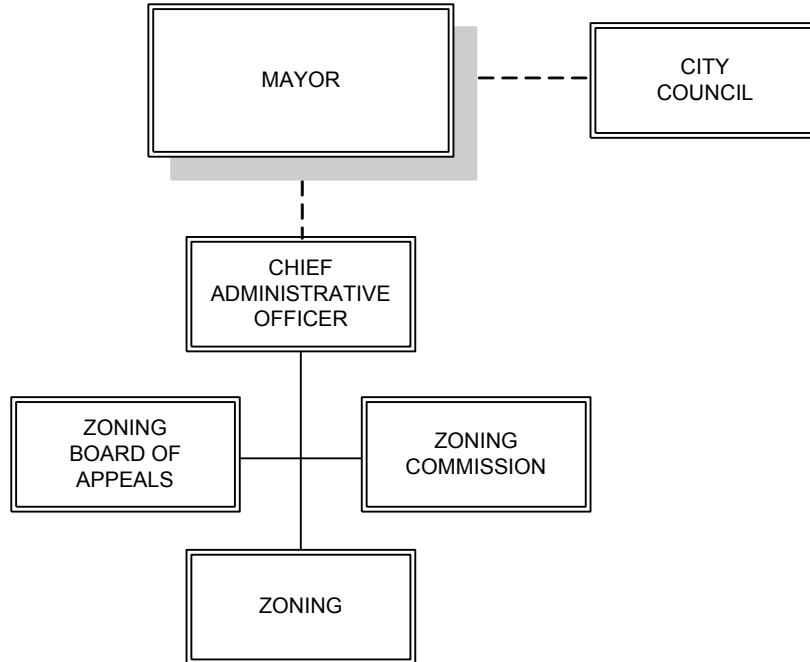 MAYOR
CITY
COUNCIL
CHIEF
ADMINISTRATIVE
OFFICER
ZONING
BOARD OF
APPEALS
ZONING
COMMISSION
ZONING